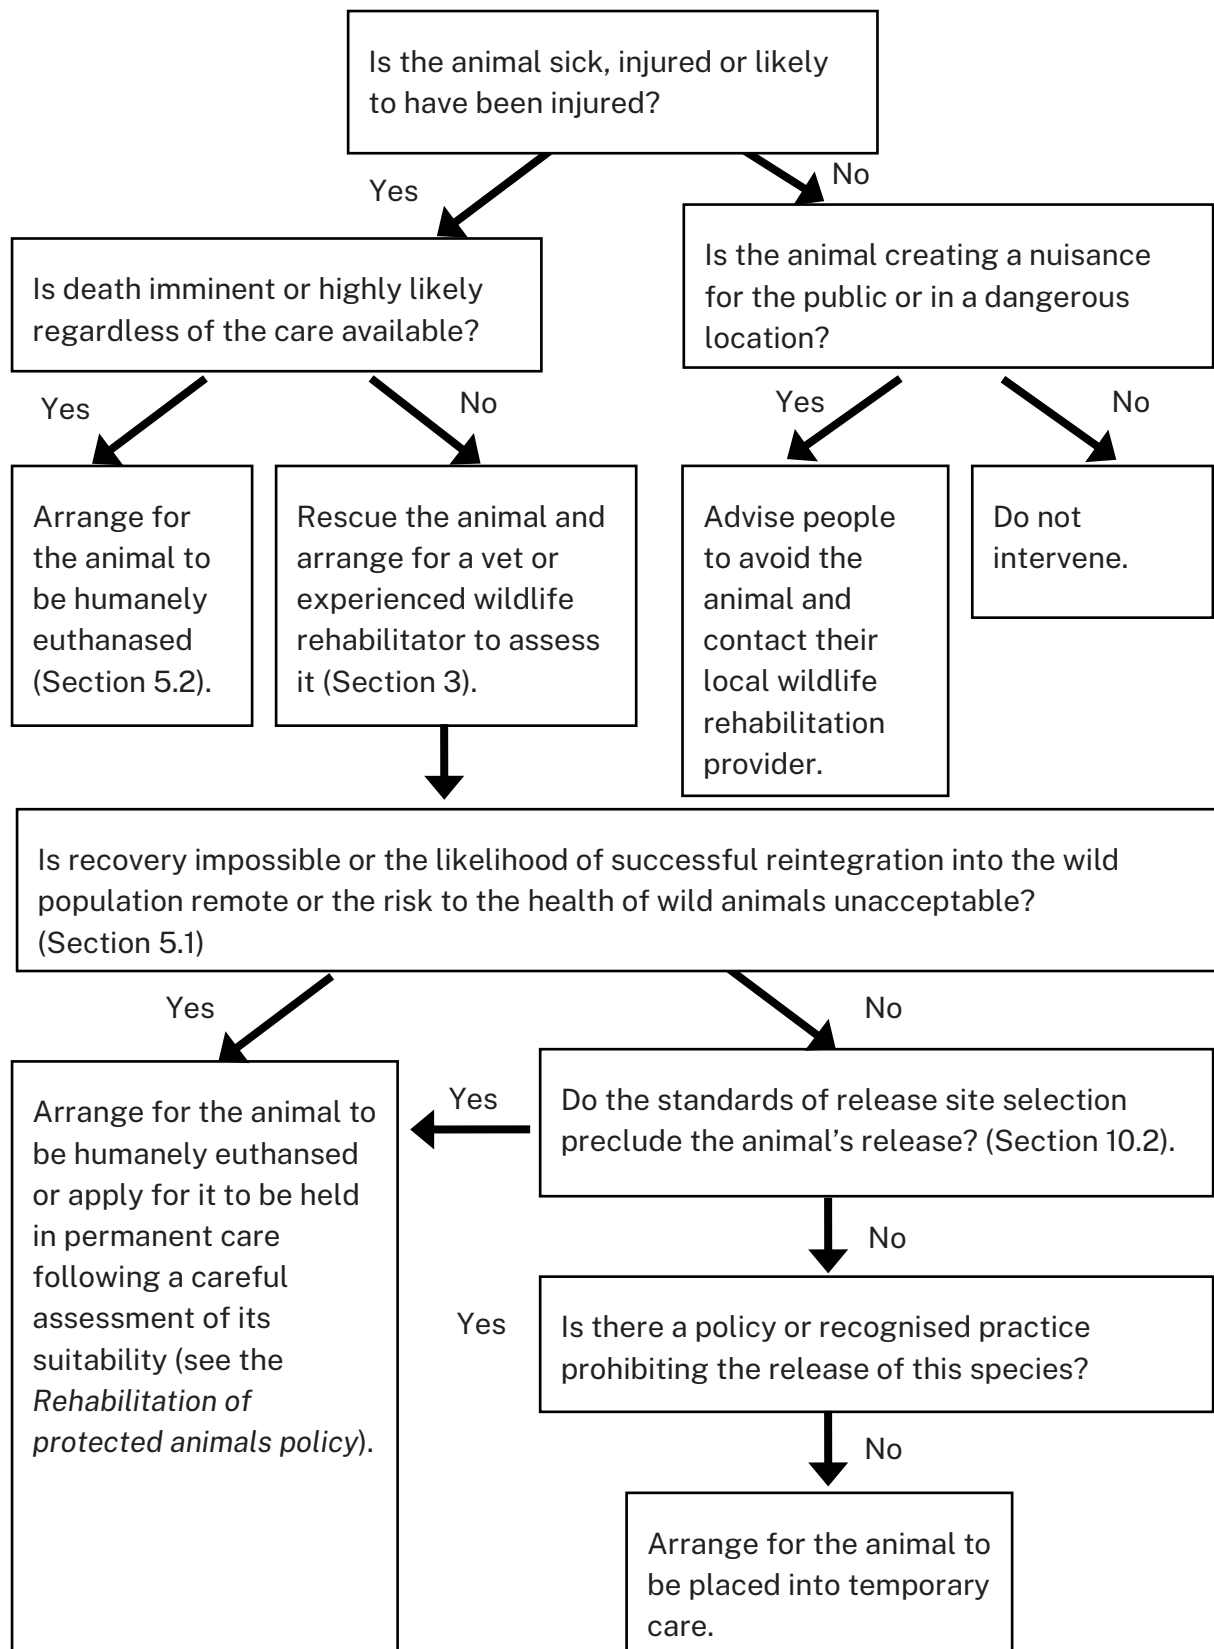 Is the animal sick, injured or likely
to have been injured?
Yes
No
Is death imminent or highly likely
regardless of the care available?
Is the animal creating a nuisance
for the public or in a dangerous
location?
Yes
No
Yes
No
Arrange for
the animal to
be humanely
euthanased
(Section 5.2).
Rescue the animal and
arrange for a vet or
experienced wildlife
rehabilitator to assess
it (Section 3).
Advise people
to avoid the
animal and
contact their
local wildlife
rehabilitation
provider.
Do not
intervene.
Is recovery impossible or the likelihood of successful reintegration into the wild
population remote or the risk to the health of wild animals unacceptable?
(Section 5.1)
Yes
No
Arrange for the animal to
be humanely euthansed
or apply for it to be held
in permanent care
following a careful
assessment of its
suitability (see the
Rehabilitation of
protected animals policy).
Yes
Do the standards of release site selection
preclude the animal’s release? (Section 10.2).
No
Yes
Is there a policy or recognised practice
prohibiting the release of this species?
No
Arrange for the animal to
be placed into temporary
care.